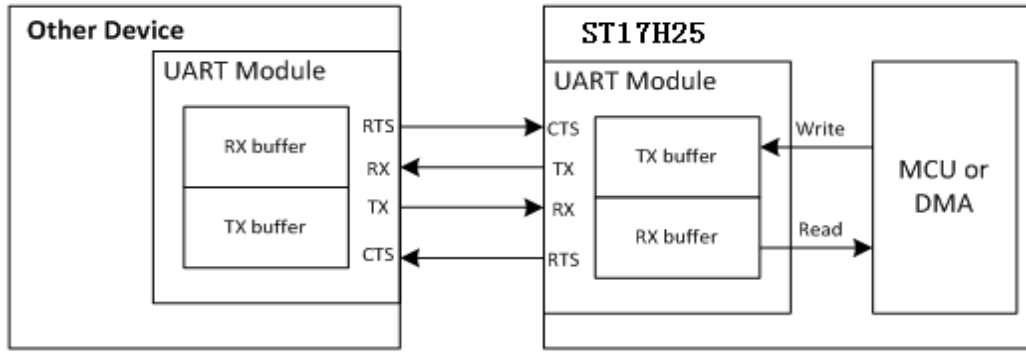 Other Device
UART Module
RX buffer
TX buffer
RTS
RX
TX
CTS
ST17H25
UART Module
CTS
TX
RX
RTS
TX buffer
RX buffer
Write
Read
MCU or
DMA